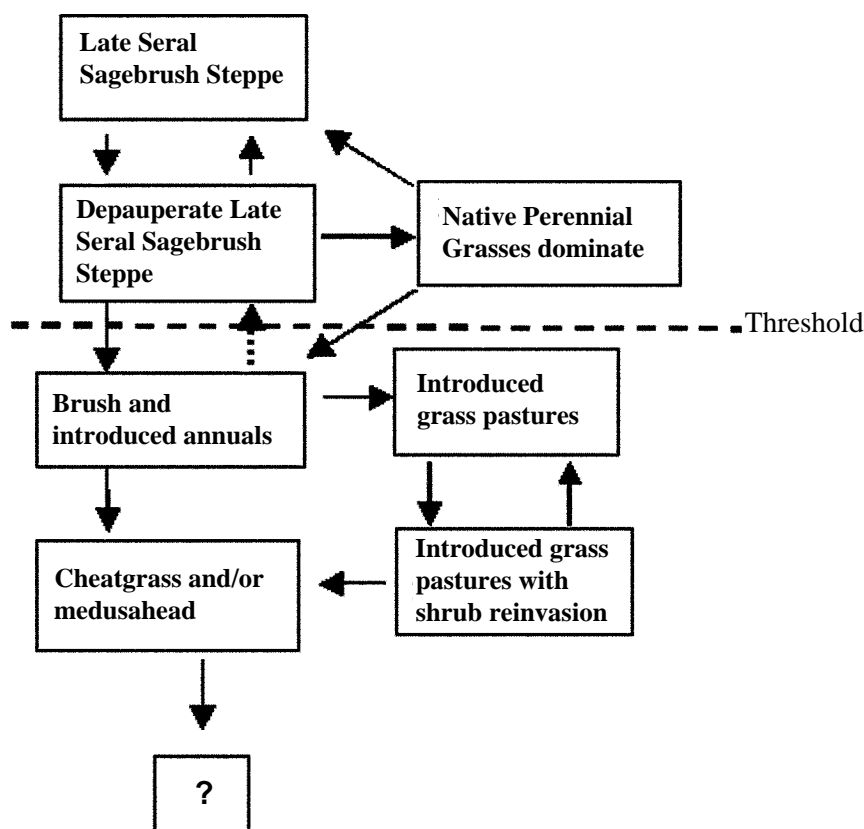 Late Seral
Sagebrush Steppe
Depauperate Late
Seral Sagebrush
Steppe
Native Perennial
Grasses dominate
Threshold
Brush and
introduced annuals
Introduced
grass pastures
Cheatgrass and/or
medusahead
Introduced grass
pastures with
shrub reinvasion
?